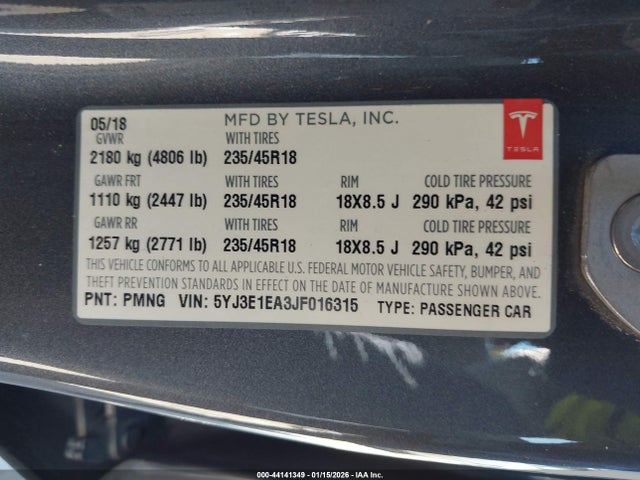 05/18 MFD BY TESLA, INC.
GVWR WITH TIRES
2180 kg (4806 lb) 235/45R18
TESLA
GAWR FRT WITH TIRES RIM COLD TIRE PRESSURE
1110 kg (2447 lb) 235/45R18 18X8.5 J 290 kPa, 42 psi
GAWR RR WITH TIRES RIM COLD TIRE PRESSURE
1257 kg (2771 lb) 235/45R18 18X8.5 J 290 kPa, 42 psi
THIS VEHICLE CONFORMS TO ALL APPLICABLE U.S. FEDERAL MOTOR VEHICLE SAFETY, BUMPER, AND
THEFT PREVENTION STANDARDS IN EFFECT ON THE DATE OF MANUFACTURE SHOWN ABOVE.
PNT: PMNG VIN: 5YJ3E1EA3JF016315 TYPE: PASSENGER CAR
000-44141349 - 01/15/2026 - IAA Inc.